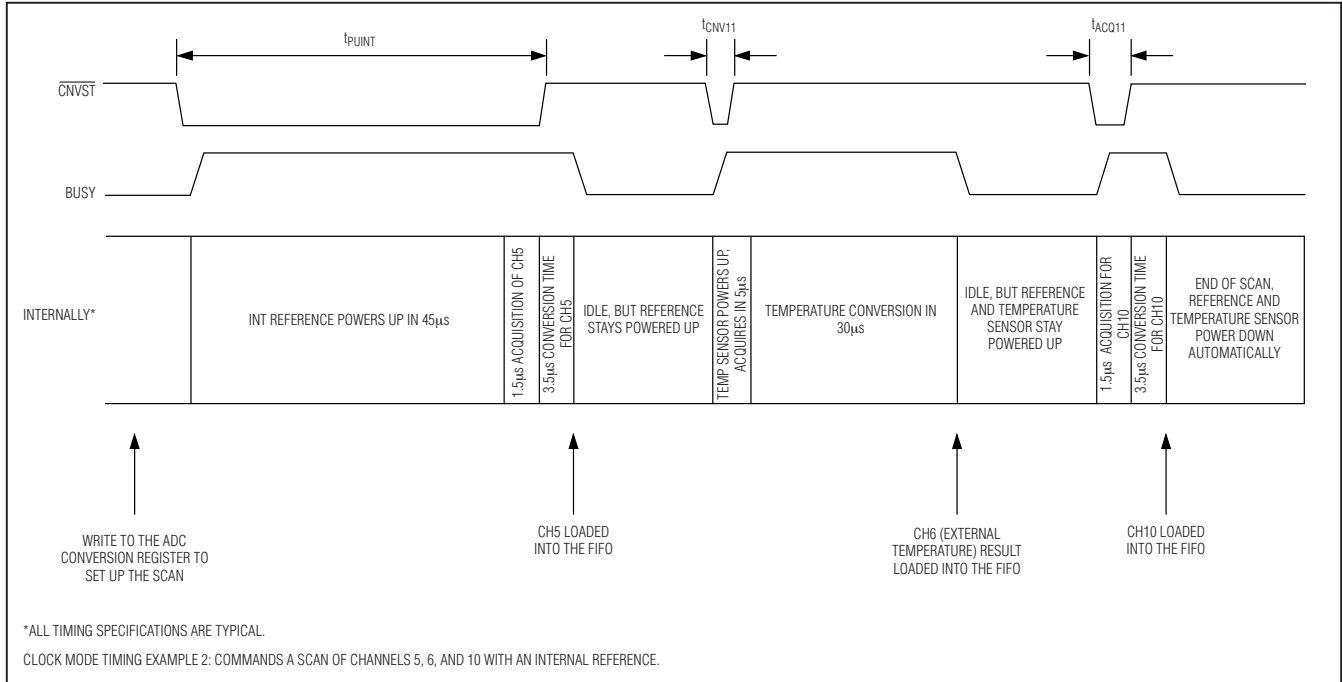 tPUINT
tCNV11
tACQ11
CNVST
BUSY
INTERNALLY*
INT REFERENCE POWERS UP IN 45µs
1.5µs ACQUISITION OF CH5
3.5µs CONVERSION TIME
FOR CH5
IDLE, BUT REFERENCE
STAYS POWERED UP
TEMP SENSOR POWERS UP,
ACQUIRES IN 5µs
TEMPERATURE CONVERSION IN
30µs
IDLE, BUT REFERENCE
AND TEMPERATURE
SENSOR STAY
POWERED UP
1.5µs ACQUISITION FOR
CH10
3.5µs CONVERSION TIME
FOR CH10
END OF SCAN,
REFERENCE AND
TEMPERATURE SENSOR
POWER DOWN
AUTOMATICALLY
WRITE TO THE ADC
CONVERSION REGISTER TO
SET UP THE SCAN
CH5 LOADED
INTO THE FIFO
CH6 (EXTERNAL
TEMPERATURE) RESULT
LOADED INTO THE FIFO
CH10 LOADED
INTO THE FIFO
*ALL TIMING SPECIFICATIONS ARE TYPICAL.
CLOCK MODE TIMING EXAMPLE 2: COMMANDS A SCAN OF CHANNELS 5, 6, AND 10 WITH AN INTERNAL REFERENCE.